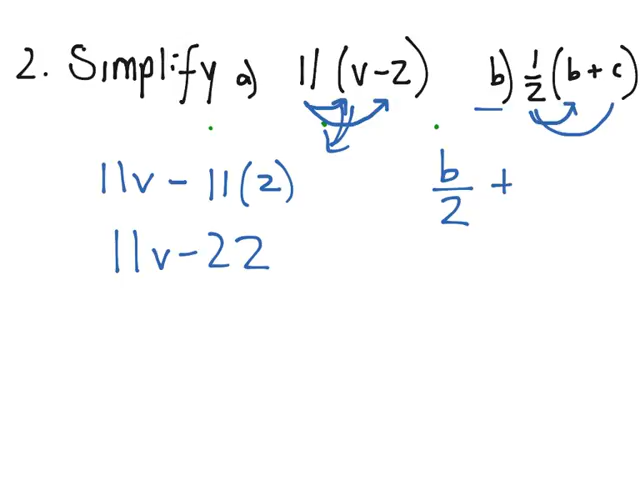 2. Simplify a) 11(v-2) b) 1/2(b+c)
11v - 11(2) b/2 +
11v-22